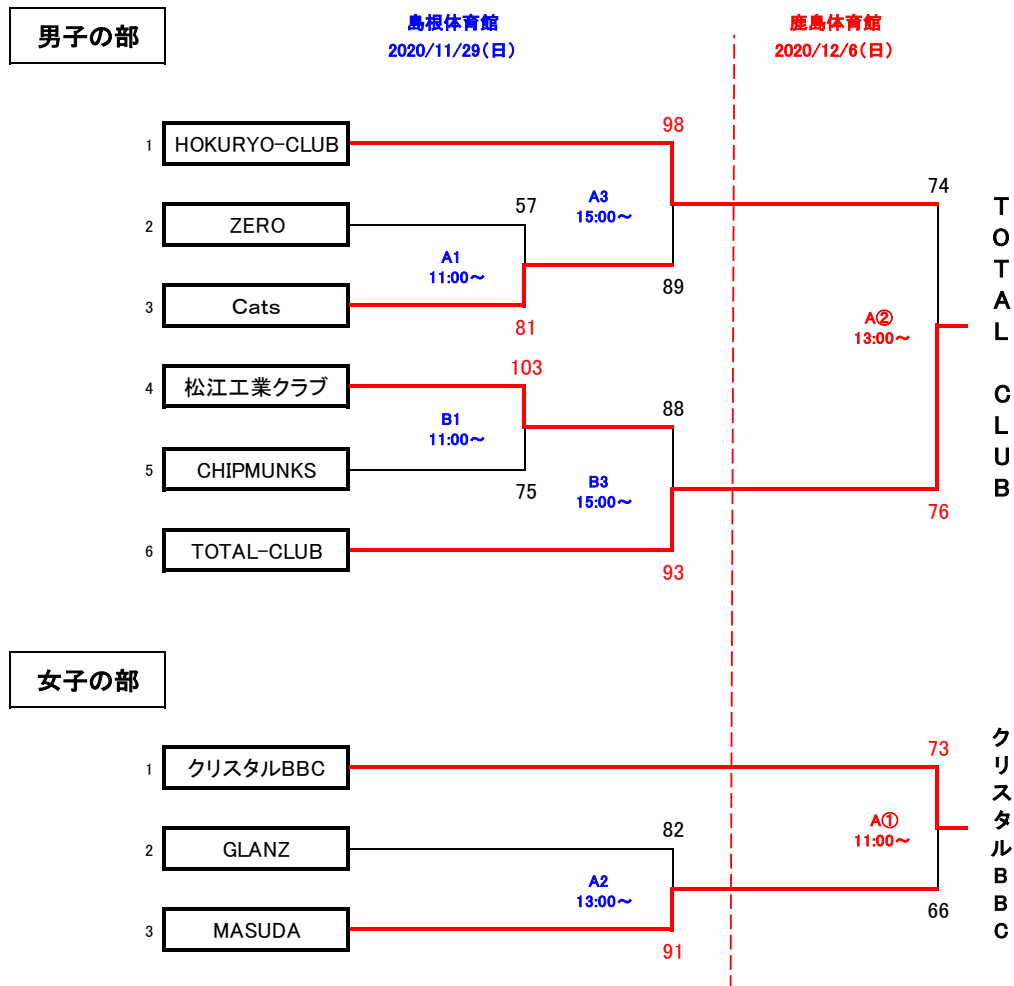 男子の部
島根体育館
2020/11/29(日)
鹿島体育館
2020/12/6(日)
1 HOKURYO-CLUB
98
2 ZERO
57
A3
15:00～
74
A1
11:00～
3 Cats
81
89
A②
13:00～
TOTAL CLUB
4 松江工業クラブ
103
88
B1
11:00～
5 CHIPMUNKS
75
B3
15:00～
76
6 TOTAL-CLUB
93
女子の部
1 クリスタルBBC
73
2 GLANZ
82
A①
11:00～
クリスタルBBC
A2
13:00～
66
3 MASUDA
91